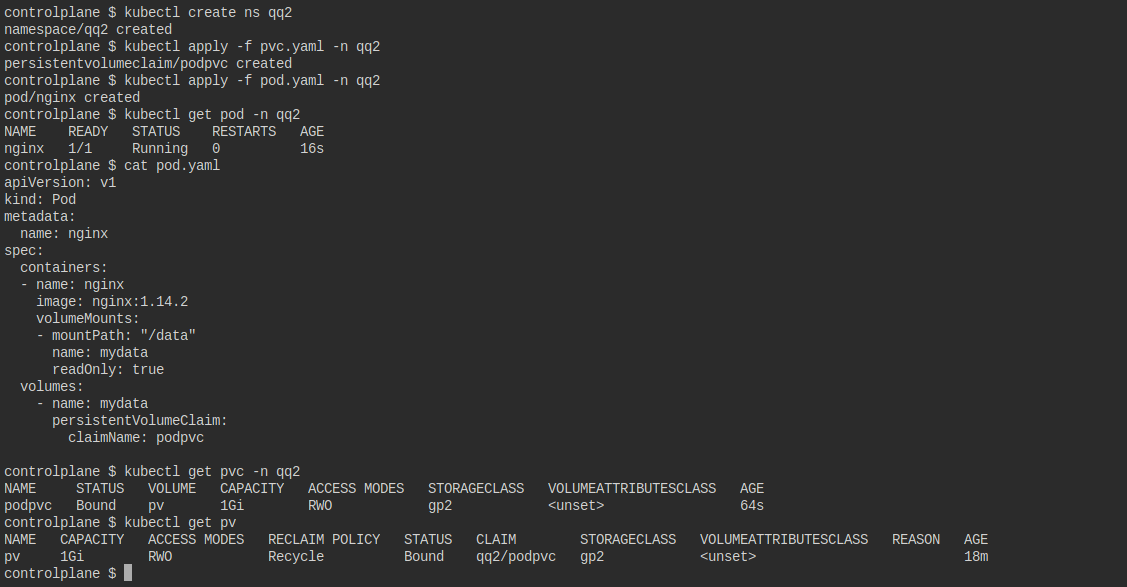 controlplane $ kubectl create ns qq2
namespace/qq2 created
controlplane $ kubectl apply -f pvc.yaml -n qq2
persistentvolumeclaim/podpvc created
controlplane $ kubectl apply -f pod.yaml -n qq2
pod/nginx created
controlplane $ kubectl get pod -n qq2
NAME    READY   STATUS    RESTARTS   AGE
nginx   1/1     Running   0          16s
controlplane $ cat pod.yaml
apiVersion: v1
kind: Pod
metadata:
  name: nginx
spec:
  containers:
  - name: nginx
    image: nginx:1.14.2
    volumeMounts:
    - mountPath: "/data"
      name: mydata
      readOnly: true
  volumes:
    - name: mydata
      persistentVolumeClaim:
        claimName: podpvc

controlplane $ kubectl get pvc -n qq2
NAME     STATUS   VOLUME   CAPACITY   ACCESS MODES   STORAGECLASS   VOLUMEATTRIBUTESCLASS   AGE
podpvc   Bound    pv       1Gi        RWO            gp2            <unset>                 64s
controlplane $ kubectl get pv
NAME   CAPACITY   ACCESS MODES   RECLAIM POLICY   STATUS   CLAIM        STORAGECLASS   VOLUMEATTRIBUTESCLASS   REASON   AGE
pv     1Gi        RWO            Recycle          Bound    qq2/podpvc   gp2            <unset>                          18m
controlplane $